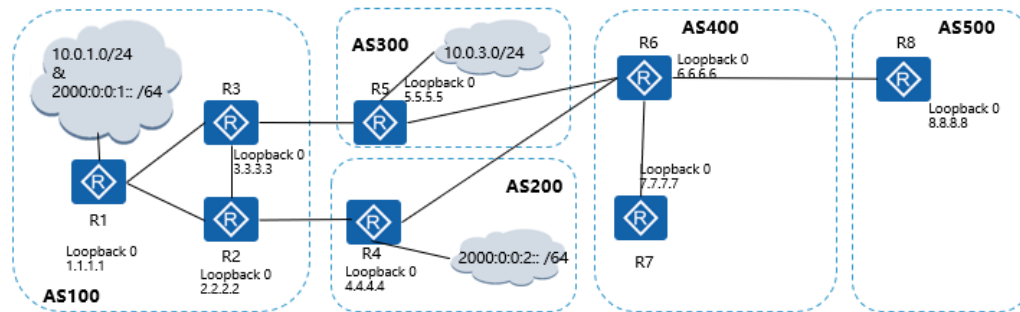 10.0.1.0/24
&
2000:0:0:1:: /64
R1
Loopback 0
1.1.1.1
AS100
R3
Loopback 0
3.3.3.3
R2
Loopback 0
2.2.2.2
AS300
10.0.3.0/24
R5
Loopback 0
5.5.5.5
AS200
R4
Loopback 0
4.4.4.4
2000:0:0:2:: /64
AS400
R6
Loopback 0
6.6.6.6
Loopback 0
7.7.7.7
R7
AS500
R8
Loopback 0
8.8.8.8
R
R
R
R
R
R
R
R